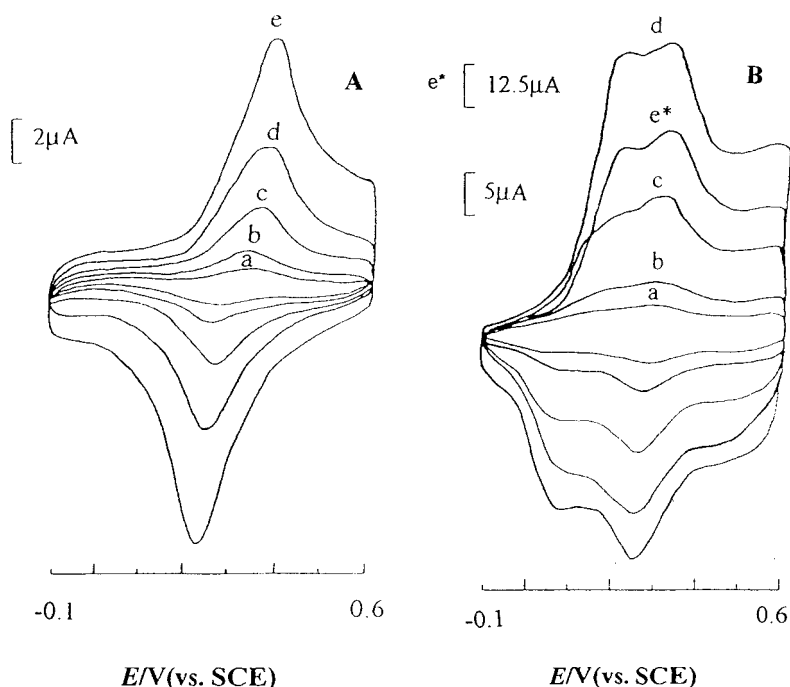 e
A
2μA
d
c
b
a
-0.1
0.6
E/V(vs. SCE)
d
B
e* 12.5μA
e*
5μA
c
b
a
-0.1
0.6
E/V(vs. SCE)